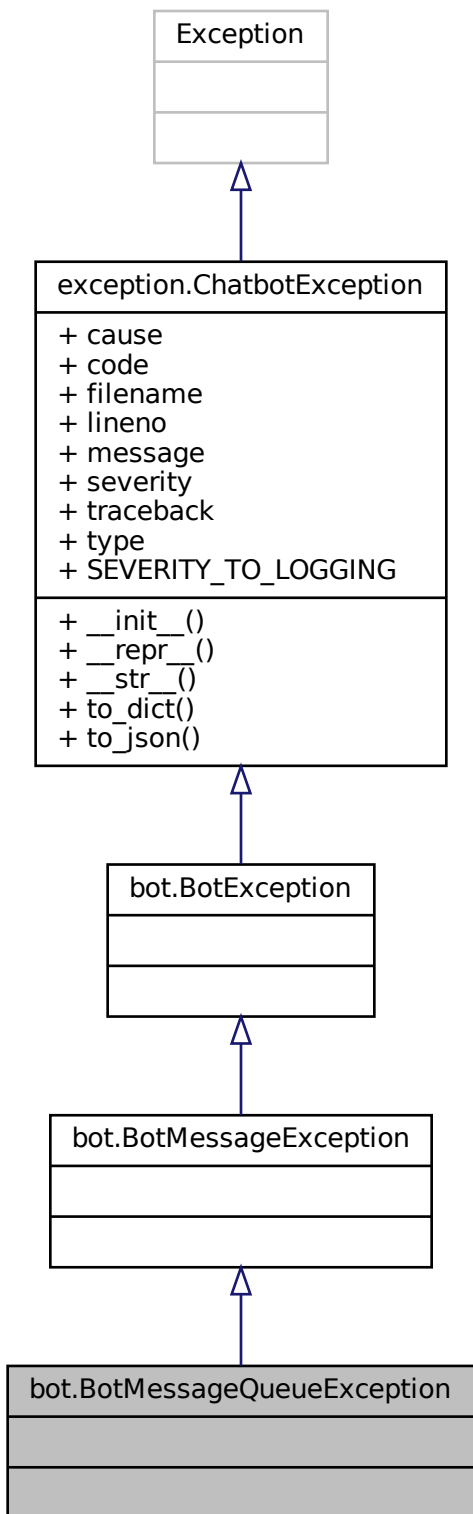 Exception
exception.ChatbotException
+ cause
+ code
+ filename
+ lineno
+ message
+ severity
+ traceback
+ type
+ SEVERITY_TO_LOGGING
+ __init__()
+ __repr__()
+ __str__()
+ to_dict()
+ to_json()
bot.BotException
bot.BotMessageException
bot.BotMessageQueueException